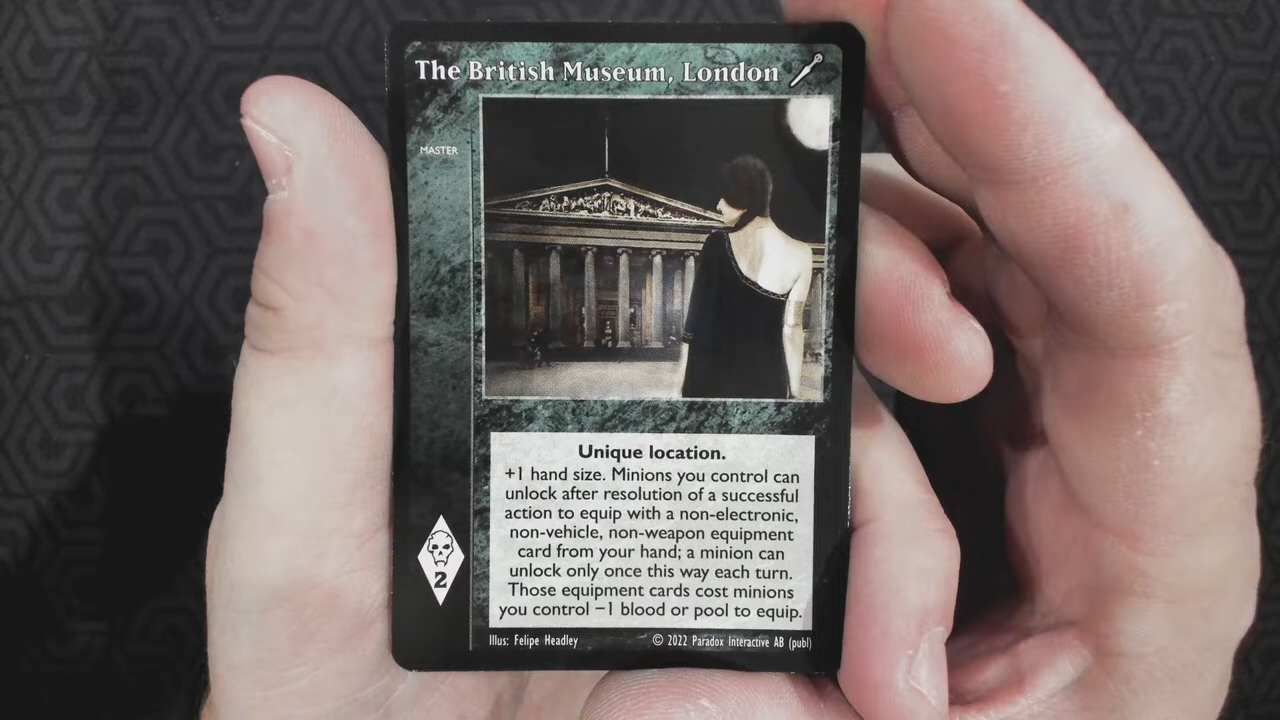 The British Museum, London
MASTER
Unique location.
+1 hand size. Minions you control can
unlock after resolution of a successful
action to equip with a non-electronic,
non-vehicle, non-weapon equipment
card from your hand; a minion can
unlock only once this way each turn.
Those equipment cards cost minions
you control −1 blood or pool to equip.
2
Illus: Felipe Headley © 2022 Paradox Interactive AB (publ)